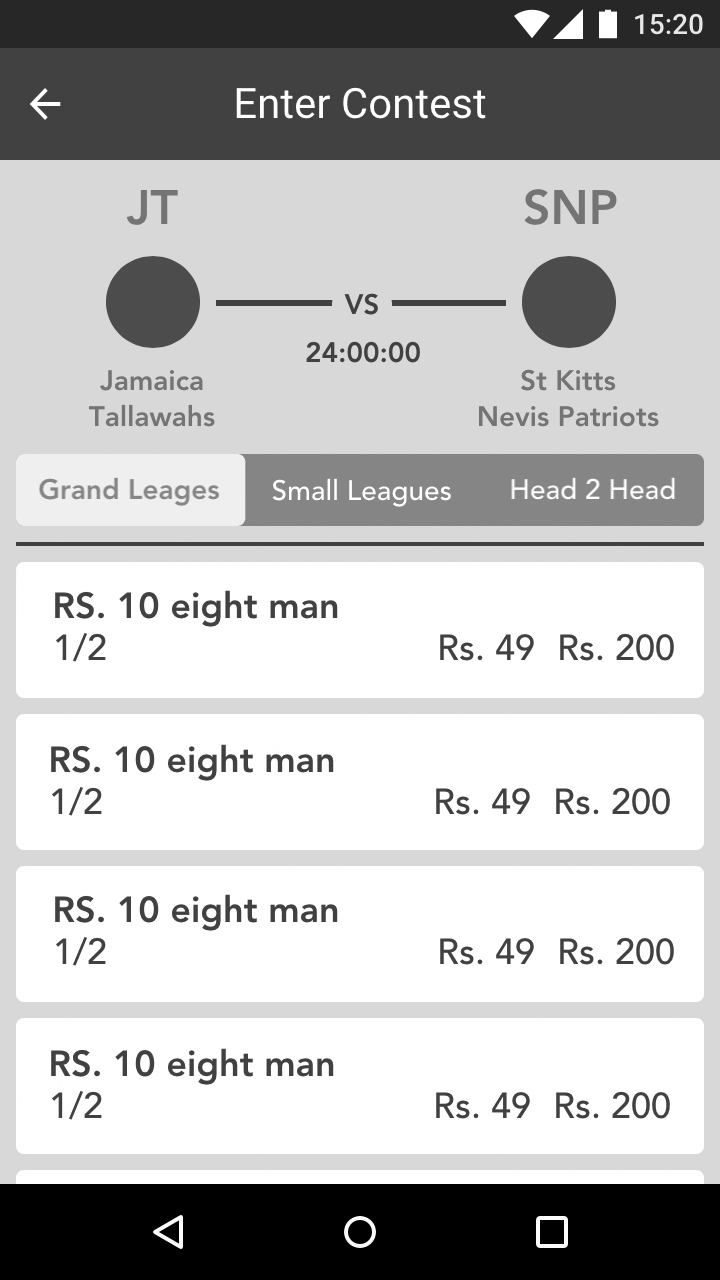 15:20
Enter Contest
JT
SNP
VS
24:00:00
Jamaica
Tallawahs
St Kitts
Nevis Patriots
Grand Leages
Small Leagues
Head 2 Head
RS. 10 eight man
1/2
Rs. 49 Rs. 200
RS. 10 eight man
1/2
Rs. 49 Rs. 200
RS. 10 eight man
1/2
Rs. 49 Rs. 200
RS. 10 eight man
1/2
Rs. 49 Rs. 200